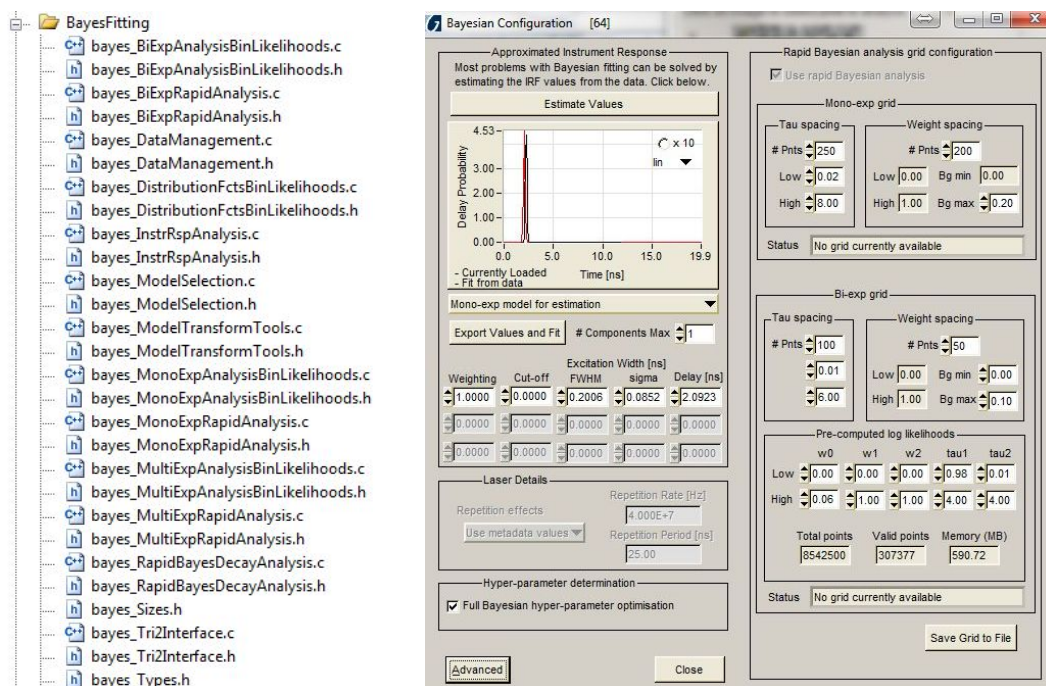 BayesFitting
bayes_BiExpAnalysisBinLikelihoods.c
bayes_BiExpAnalysisBinLikelihoods.h
bayes_BiExpRapidAnalysis.c
bayes_BiExpRapidAnalysis.h
bayes_DataManagement.c
bayes_DataManagement.h
bayes_DistributionFctsBinLikelihoods.c
bayes_DistributionFctsBinLikelihoods.h
bayes_InstrRspAnalysis.c
bayes_InstrRspAnalysis.h
bayes_ModelSelection.c
bayes_ModelSelection.h
bayes_ModelTransformTools.c
bayes_ModelTransformTools.h
bayes_MonoExpAnalysisBinLikelihoods.c
bayes_MonoExpAnalysisBinLikelihoods.h
bayes_MonoExpRapidAnalysis.c
bayes_MonoExpRapidAnalysis.h
bayes_MultiExpAnalysisBinLikelihoods.c
bayes_MultiExpAnalysisBinLikelihoods.h
bayes_MultiExpRapidAnalysis.c
bayes_MultiExpRapidAnalysis.h
bayes_RapidBayesDecayAnalysis.c
bayes_RapidBayesDecayAnalysis.h
bayes_Sizes.h
bayes_Tri2Interface.c
bayes_Tri2Interface.h
bayes_Types.h
Bayesian Configuration [64]
Approximated Instrument Response
Most problems with Bayesian fitting can be solved by
estimating the IRF values from the data. Click below.
Estimate Values
4.53
3.00
2.00
1.00
0.00
Delay Probability
x 10
lin
0.0 5.0 10.0 15.0 19.9
- Currently Loaded Time [ns]
- Fit from data
Mono-exp model for estimation
Export Values and Fit # Components Max 1
Excitation Width [ns]
Weighting Cut-off FWHM sigma Delay [ns]
1.0000 0.0000 0.2006 0.0852 2.0923
0.0000 0.0000 0.0000 0.0000 0.0000
0.0000 0.0000 0.0000 0.0000 0.0000
Laser Details
Repetition effects Repetition Rate [Hz]
4.000E+7
Use metadata values Repetition Period [ns]
25.00
Hyper-parameter determination
Full Bayesian hyper-parameter optimisation
Advanced Close
Rapid Bayesian analysis grid configuration
Use rapid Bayesian analysis
Mono-exp grid
Tau spacing Weight spacing
# Pnts 250 # Pnts 200
Low 0.02 Low 0.00 Bg min 0.00
High 8.00 High 1.00 Bg max 0.20
Status No grid currently available
Bi-exp grid
Tau spacing Weight spacing
# Pnts 100 # Pnts 50
0.01 Low 0.00 Bg min 0.00
6.00 High 1.00 Bg max 0.10
Pre-computed log likelihoods
w0 w1 w2 tau1 tau2
Low 0.00 0.00 0.00 0.98 0.01
High 0.06 1.00 1.00 4.00 4.00
Total points Valid points Memory (MB)
8542500 307377 590.72
Status No grid currently available
Save Grid to File